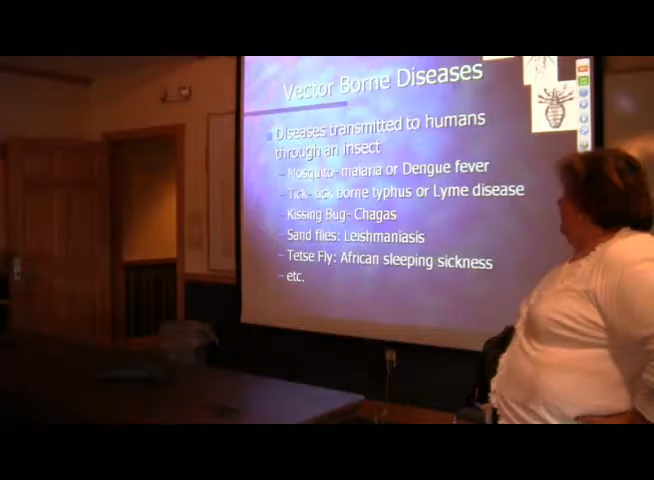 Vector Borne Diseases
Diseases transmitted to humans
through an insect
– Mosquito- malaria or Dengue fever
– Tick- tick borne typhus or Lyme disease
– Kissing Bug- Chagas
– Sand flies: Leishmaniasis
– Tetse Fly: African sleeping sickness
– etc.